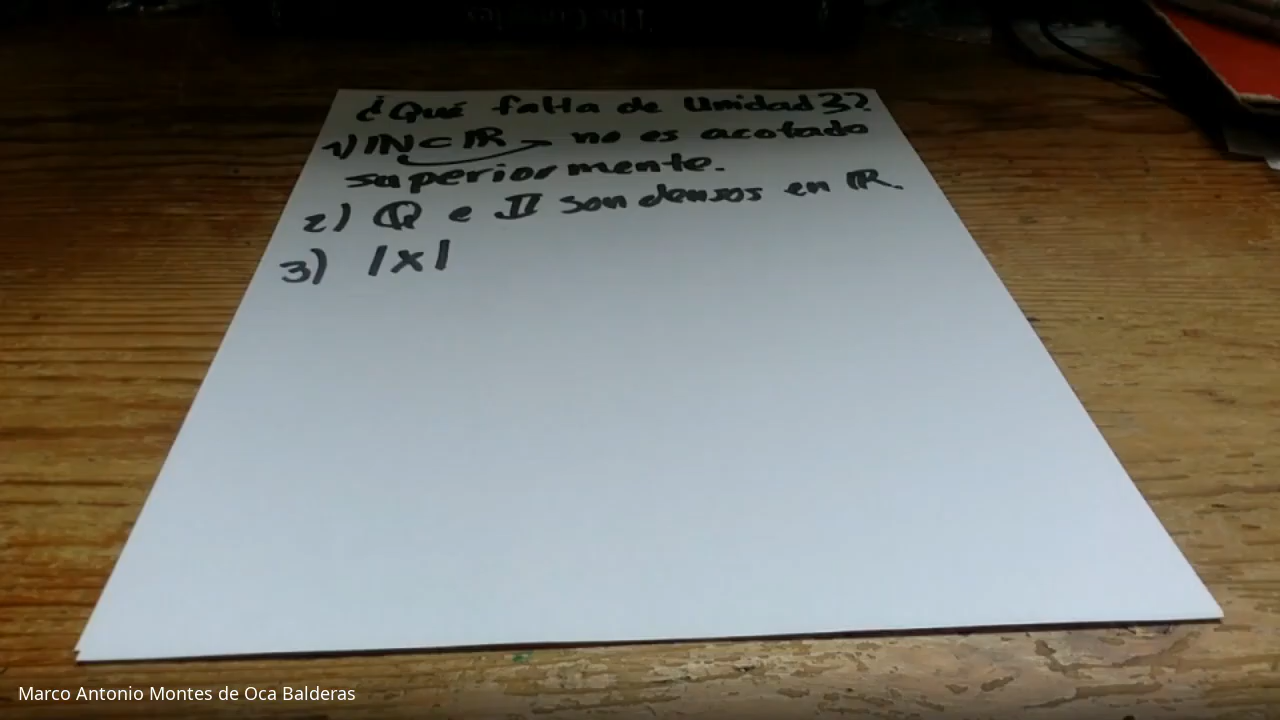 ¿Qué falta de Unidad 3?
1) ℕ ⊂ ℝ → no es acotado
superiormente.
2) ℚ e 𝕀 son densos en ℝ.
3) |x|
Marco Antonio Montes de Oca Balderas